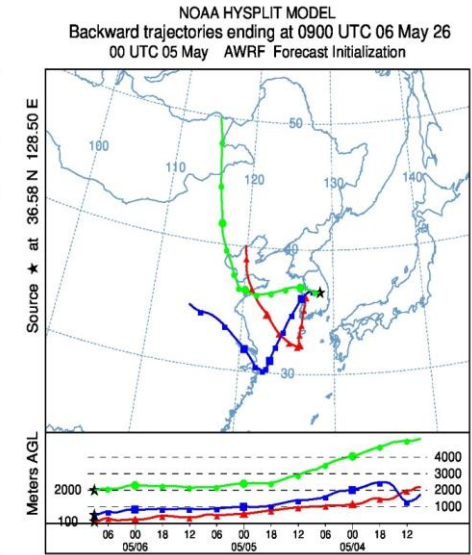 NOAA HYSPLIT MODEL
Backward trajectories ending at 0900 UTC 06 May 26
00 UTC 05 May AWRF Forecast Initialization
Source ★ at 36.58 N 128.50 E
50
100
110
120
130
140
40
30
Meters AGL
4000
3000
2000 2000
1000
100
06 00 18 12 06 00 18 12 06 00 18 12
05/06 05/05 05/04